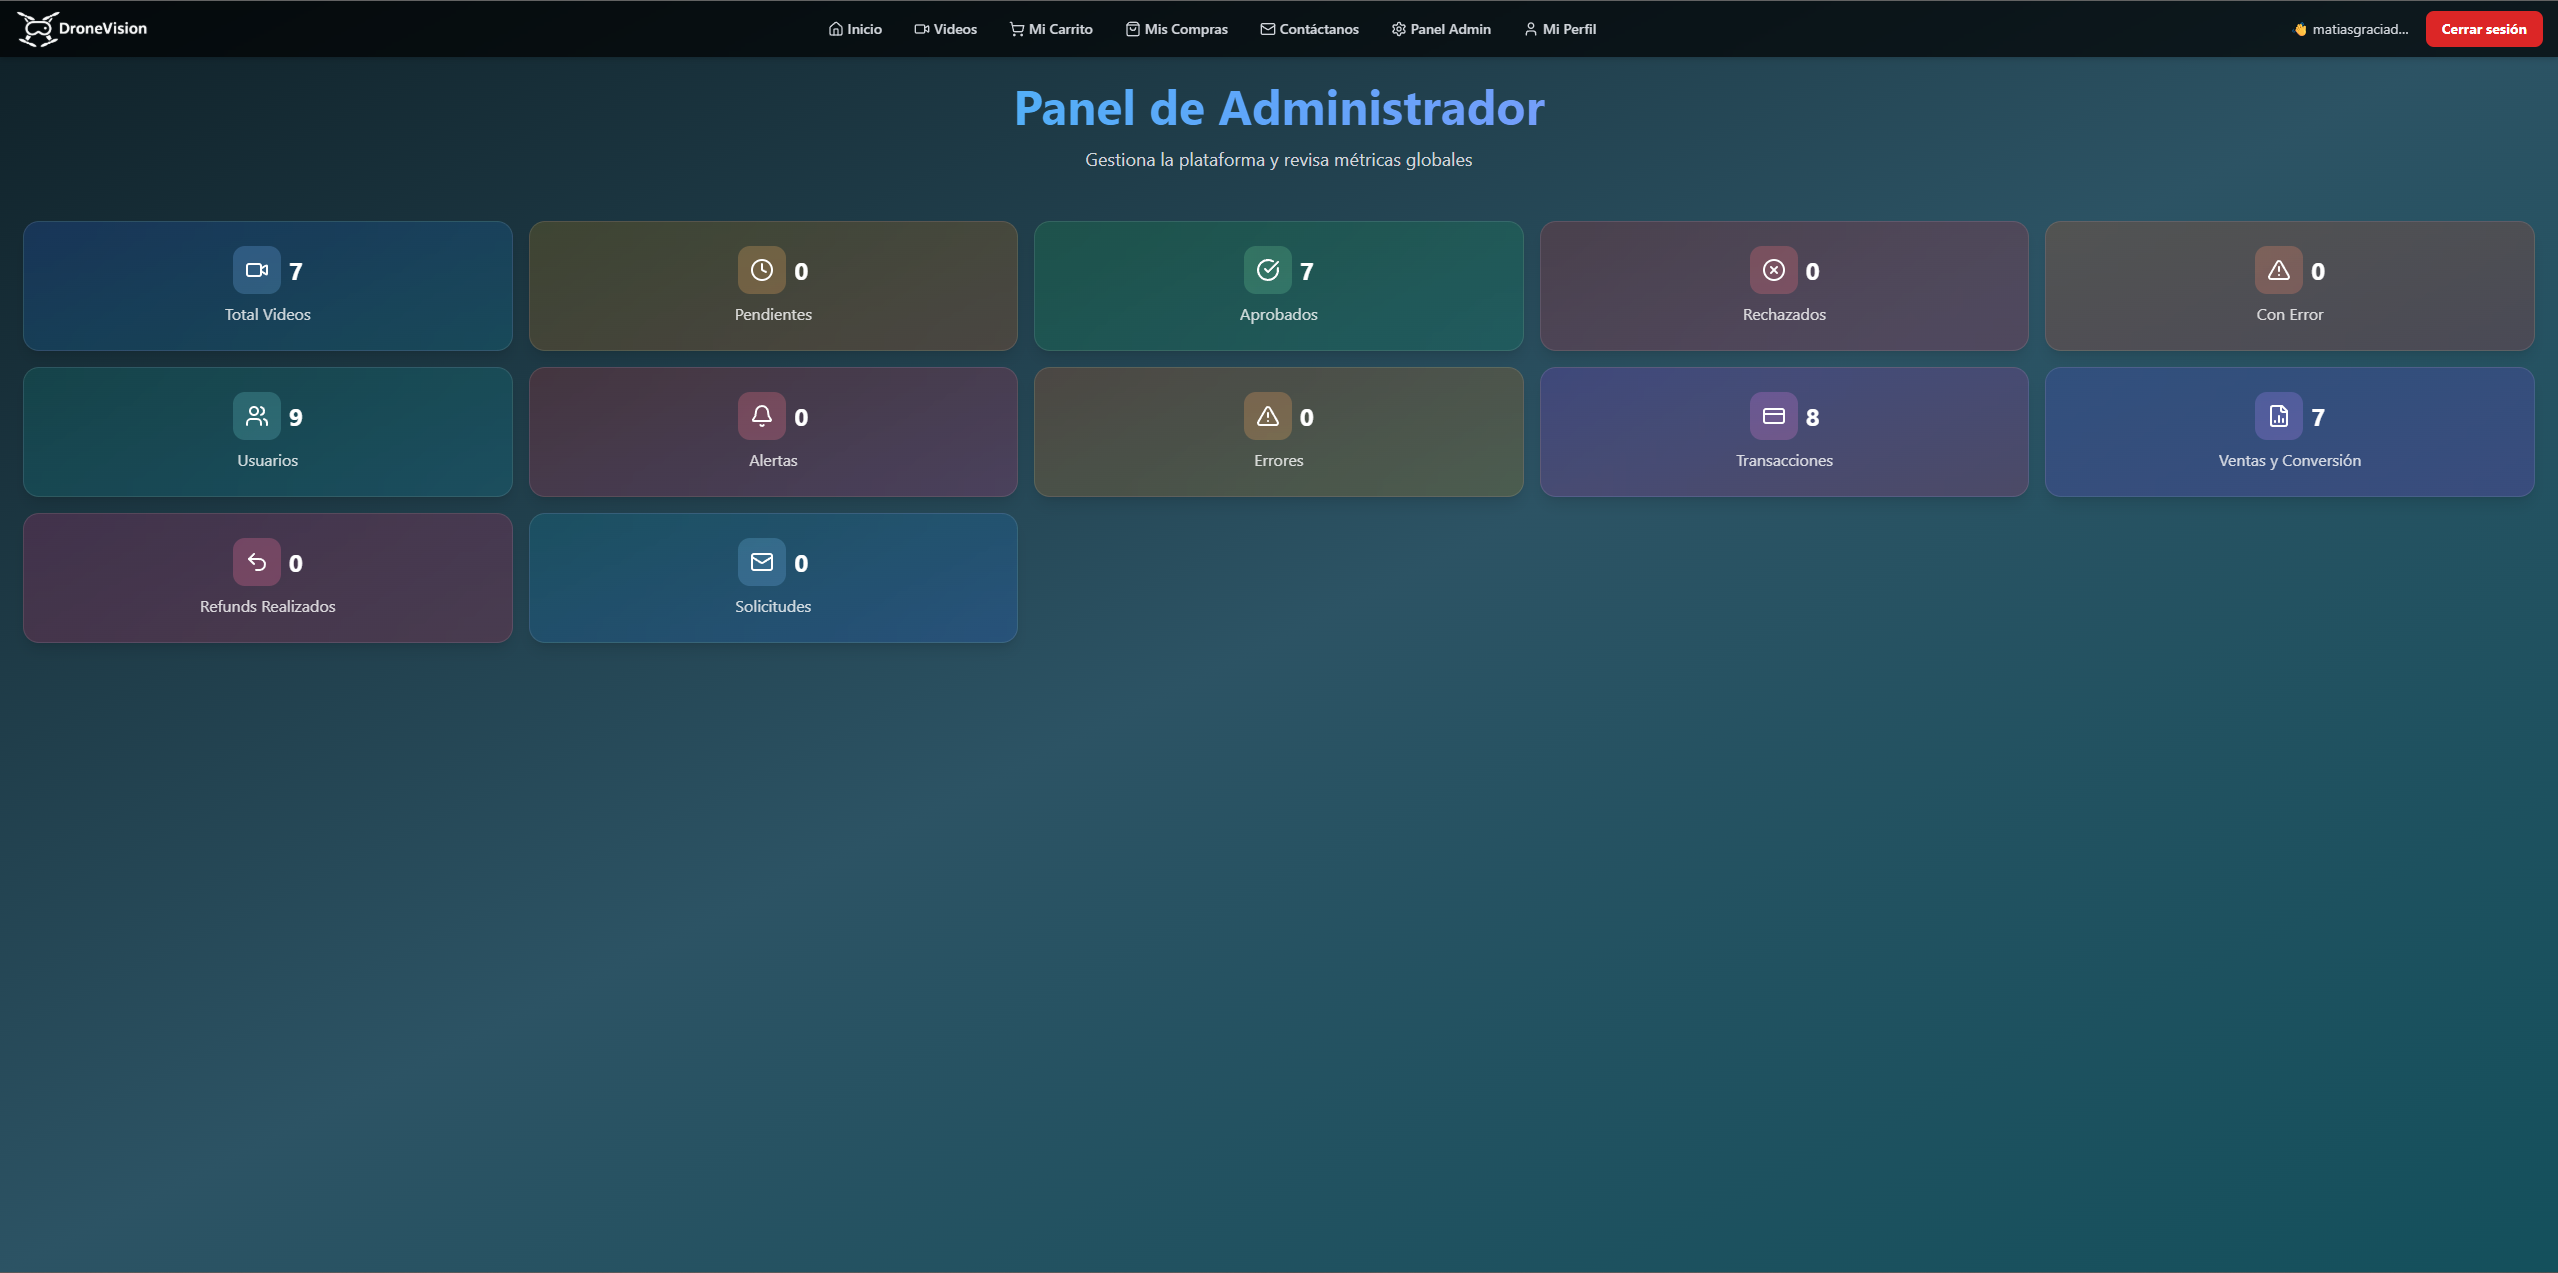 DroneVision
Inicio Videos Mi Carrito Mis Compras Contáctanos Panel Admin Mi Perfil
👋 matiasgraciad... Cerrar sesión
Panel de Administrador
Gestiona la plataforma y revisa métricas globales
7
Total Videos
0
Pendientes
7
Aprobados
0
Rechazados
0
Con Error
9
Usuarios
0
Alertas
0
Errores
8
Transacciones
7
Ventas y Conversión
0
Refunds Realizados
0
Solicitudes